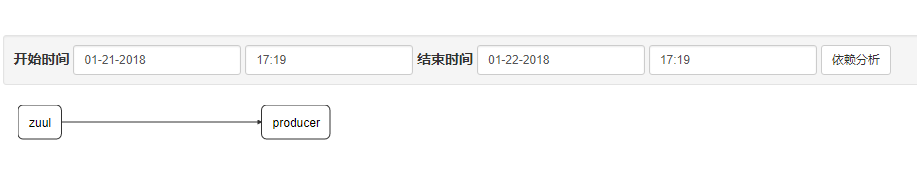 开始时间 01-21-2018 17:19 结束时间 01-22-2018 17:19 依赖分析
zuul producer